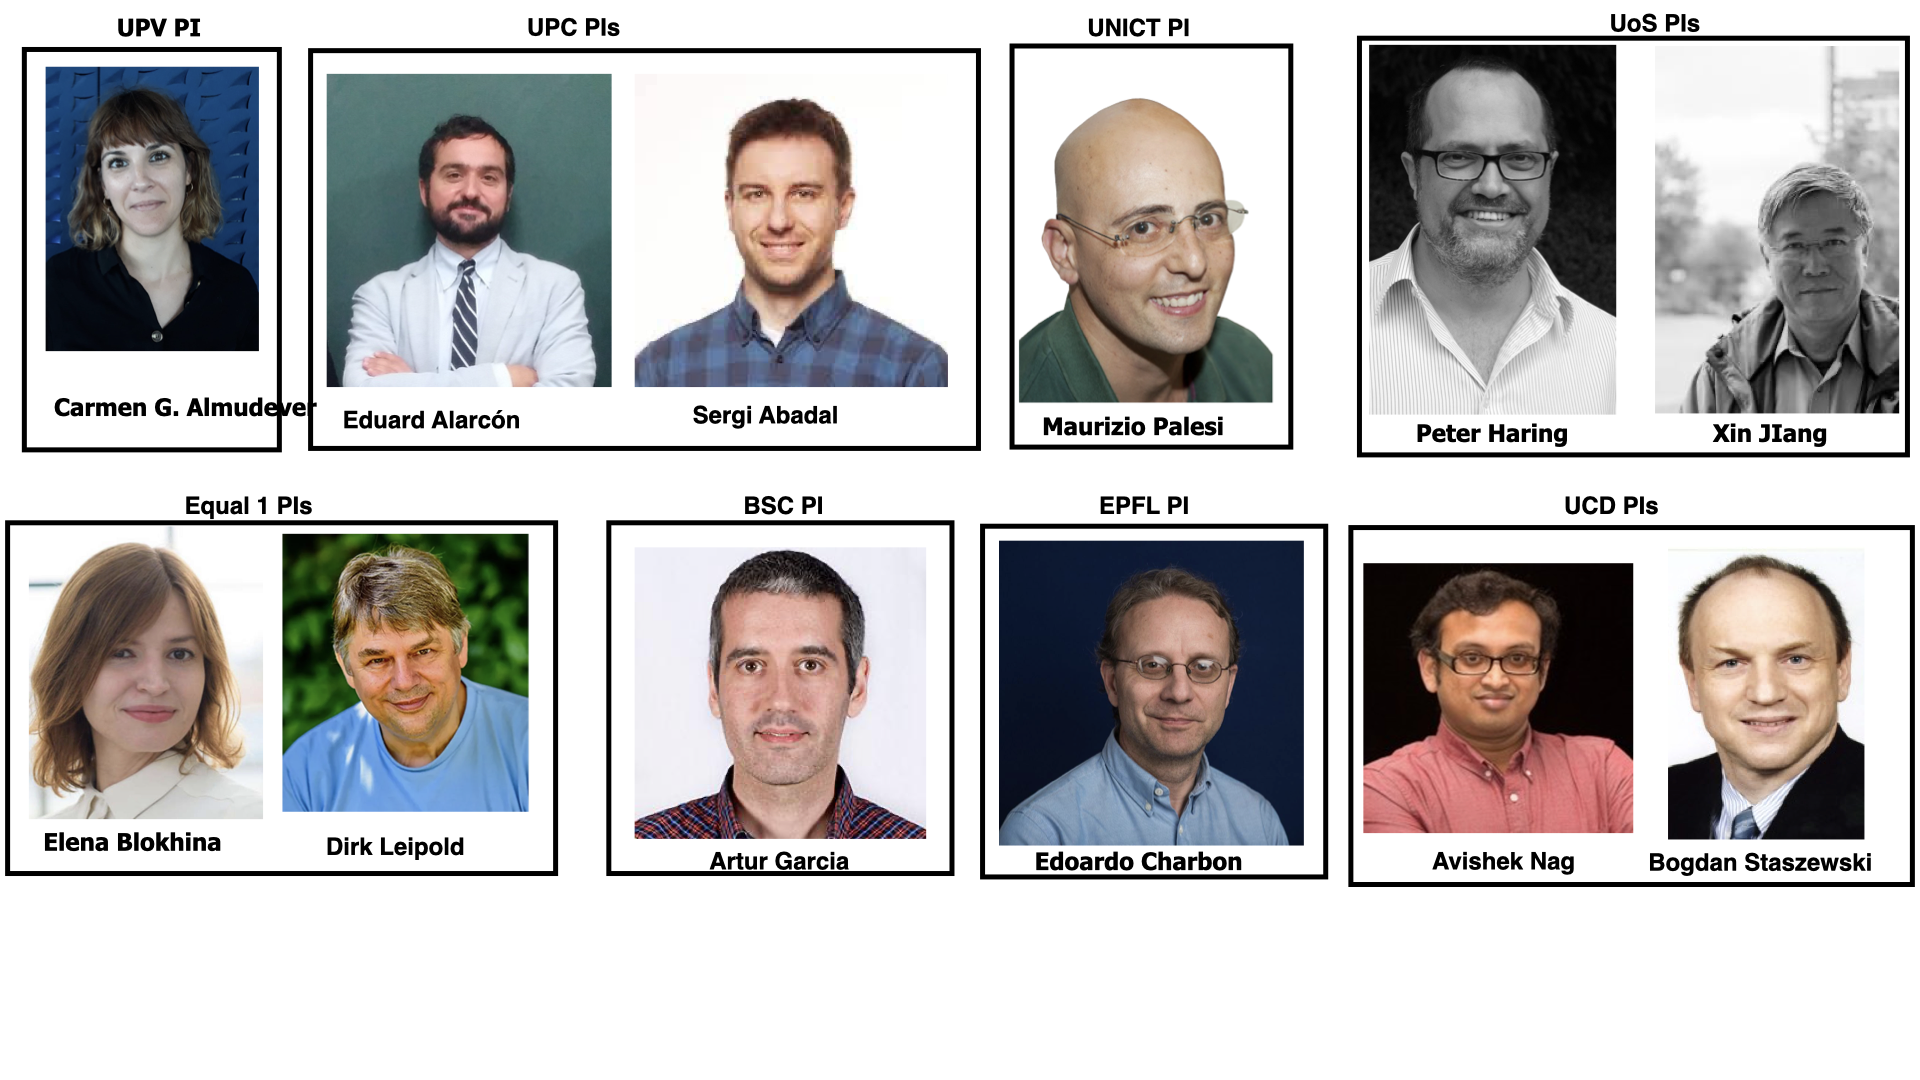 UPV PI
UPC PIs
UNICT PI
UoS PIs
Carmen G. Almudever
Eduard Alarcón
Sergi Abadal
Maurizio Palesi
Peter Haring
Xin JIang
Equal 1 PIs
BSC PI
EPFL PI
UCD PIs
Elena Blokhina
Dirk Leipold
Artur Garcia
Edoardo Charbon
Avishek Nag
Bogdan Staszewski